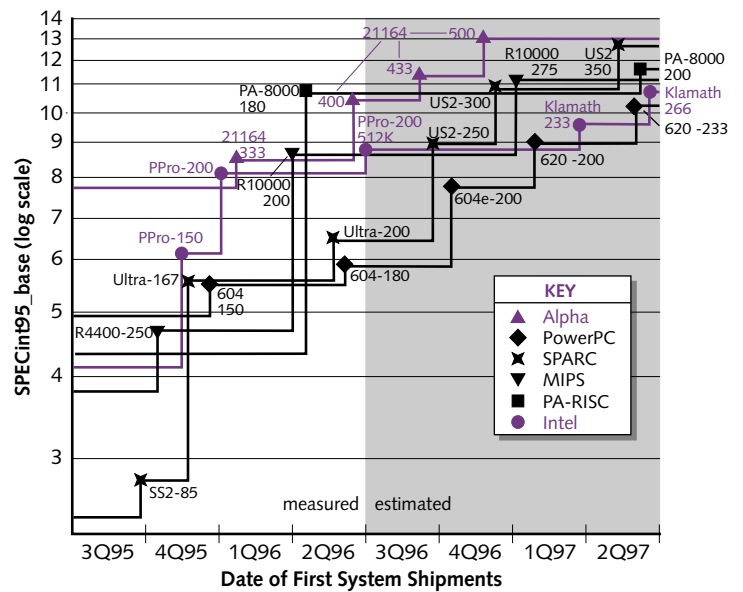 SPECint95_base (log scale)
14
13
12
11
10
9
8
7
6
5
4
3
21164
500
433
400
US2
350
R10000
275
PA-8000
200
PA-8000
180
US2-300
Klamath
233
Klamath
266
PPro-200
512K
US2-250
620 -233
21164
333
PPro-200
R10000
200
620 -200
604e-200
PPro-150
Ultra-200
Ultra-167
604-180
604
150
R4400-250
SS2-85
KEY
Alpha
PowerPC
SPARC
MIPS
PA-RISC
Intel
measured
estimated
3Q95
4Q95
1Q96
2Q96
3Q96
4Q96
1Q97
2Q97
Date of First System Shipments